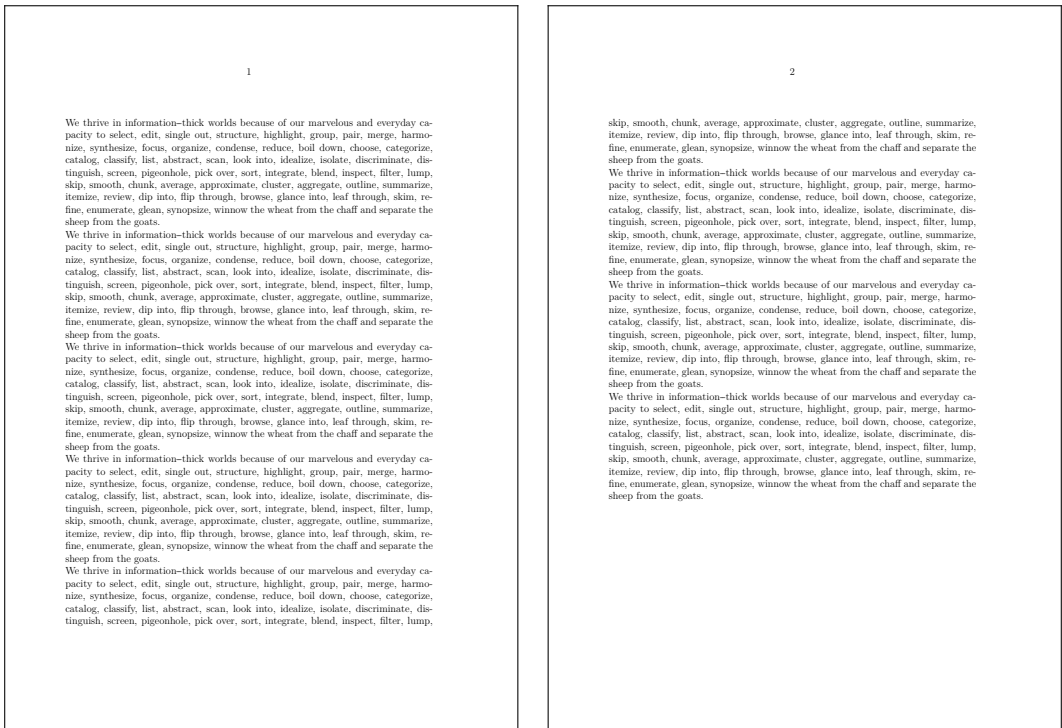 1
We thrive in information–thick worlds because of our marvelous and everyday ca-
pacity to select, edit, single out, structure, highlight, group, pair, merge, harmo-
nize, synthesize, focus, organize, condense, reduce, boil down, choose, categorize,
catalog, classify, list, abstract, scan, look into, idealize, isolate, discriminate, dis-
tinguish, screen, pigeonhole, pick over, sort, integrate, blend, inspect, filter, lump,
skip, smooth, chunk, average, approximate, cluster, aggregate, outline, summarize,
itemize, review, dip into, flip through, browse, glance into, leaf through, skim, re-
fine, enumerate, glean, synopsize, winnow the wheat from the chaff and separate the
sheep from the goats.
We thrive in information–thick worlds because of our marvelous and everyday ca-
pacity to select, edit, single out, structure, highlight, group, pair, merge, harmo-
nize, synthesize, focus, organize, condense, reduce, boil down, choose, categorize,
catalog, classify, list, abstract, scan, look into, idealize, isolate, discriminate, dis-
tinguish, screen, pigeonhole, pick over, sort, integrate, blend, inspect, filter, lump,
skip, smooth, chunk, average, approximate, cluster, aggregate, outline, summarize,
itemize, review, dip into, flip through, browse, glance into, leaf through, skim, re-
fine, enumerate, glean, synopsize, winnow the wheat from the chaff and separate the
sheep from the goats.
We thrive in information–thick worlds because of our marvelous and everyday ca-
pacity to select, edit, single out, structure, highlight, group, pair, merge, harmo-
nize, synthesize, focus, organize, condense, reduce, boil down, choose, categorize,
catalog, classify, list, abstract, scan, look into, idealize, isolate, discriminate, dis-
tinguish, screen, pigeonhole, pick over, sort, integrate, blend, inspect, filter, lump,
skip, smooth, chunk, average, approximate, cluster, aggregate, outline, summarize,
itemize, review, dip into, flip through, browse, glance into, leaf through, skim, re-
fine, enumerate, glean, synopsize, winnow the wheat from the chaff and separate the
sheep from the goats.
We thrive in information–thick worlds because of our marvelous and everyday ca-
pacity to select, edit, single out, structure, highlight, group, pair, merge, harmo-
nize, synthesize, focus, organize, condense, reduce, boil down, choose, categorize,
catalog, classify, list, abstract, scan, look into, idealize, isolate, discriminate, dis-
tinguish, screen, pigeonhole, pick over, sort, integrate, blend, inspect, filter, lump,
skip, smooth, chunk, average, approximate, cluster, aggregate, outline, summarize,
itemize, review, dip into, flip through, browse, glance into, leaf through, skim, re-
fine, enumerate, glean, synopsize, winnow the wheat from the chaff and separate the
sheep from the goats.
We thrive in information–thick worlds because of our marvelous and everyday ca-
pacity to select, edit, single out, structure, highlight, group, pair, merge, harmo-
nize, synthesize, focus, organize, condense, reduce, boil down, choose, categorize,
catalog, classify, list, abstract, scan, look into, idealize, isolate, discriminate, dis-
tinguish, screen, pigeonhole, pick over, sort, integrate, blend, inspect, filter, lump,
2
skip, smooth, chunk, average, approximate, cluster, aggregate, outline, summarize,
itemize, review, dip into, flip through, browse, glance into, leaf through, skim, re-
fine, enumerate, glean, synopsize, winnow the wheat from the chaff and separate the
sheep from the goats.
We thrive in information–thick worlds because of our marvelous and everyday ca-
pacity to select, edit, single out, structure, highlight, group, pair, merge, harmo-
nize, synthesize, focus, organize, condense, reduce, boil down, choose, categorize,
catalog, classify, list, abstract, scan, look into, idealize, isolate, discriminate, dis-
tinguish, screen, pigeonhole, pick over, sort, integrate, blend, inspect, filter, lump,
skip, smooth, chunk, average, approximate, cluster, aggregate, outline, summarize,
itemize, review, dip into, flip through, browse, glance into, leaf through, skim, re-
fine, enumerate, glean, synopsize, winnow the wheat from the chaff and separate the
sheep from the goats.
We thrive in information–thick worlds because of our marvelous and everyday ca-
pacity to select, edit, single out, structure, highlight, group, pair, merge, harmo-
nize, synthesize, focus, organize, condense, reduce, boil down, choose, categorize,
catalog, classify, list, abstract, scan, look into, idealize, isolate, discriminate, dis-
tinguish, screen, pigeonhole, pick over, sort, integrate, blend, inspect, filter, lump,
skip, smooth, chunk, average, approximate, cluster, aggregate, outline, summarize,
itemize, review, dip into, flip through, browse, glance into, leaf through, skim, re-
fine, enumerate, glean, synopsize, winnow the wheat from the chaff and separate the
sheep from the goats.
We thrive in information–thick worlds because of our marvelous and everyday ca-
pacity to select, edit, single out, structure, highlight, group, pair, merge, harmo-
nize, synthesize, focus, organize, condense, reduce, boil down, choose, categorize,
catalog, classify, list, abstract, scan, look into, idealize, isolate, discriminate, dis-
tinguish, screen, pigeonhole, pick over, sort, integrate, blend, inspect, filter, lump,
skip, smooth, chunk, average, approximate, cluster, aggregate, outline, summarize,
itemize, review, dip into, flip through, browse, glance into, leaf through, skim, re-
fine, enumerate, glean, synopsize, winnow the wheat from the chaff and separate the
sheep from the goats.